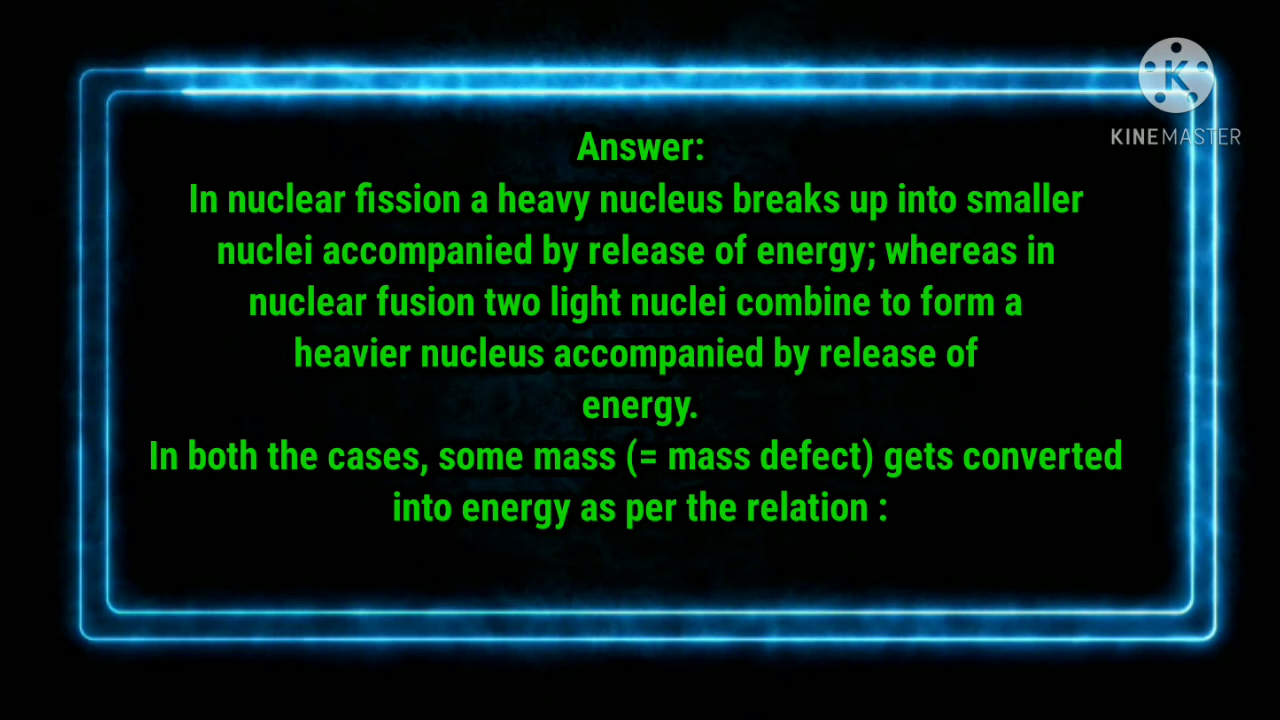 KINEMASTER
Answer:
In nuclear fission a heavy nucleus breaks up into smaller
nuclei accompanied by release of energy; whereas in
nuclear fusion two light nuclei combine to form a
heavier nucleus accompanied by release of
energy.
In both the cases, some mass (= mass defect) gets converted
into energy as per the relation :